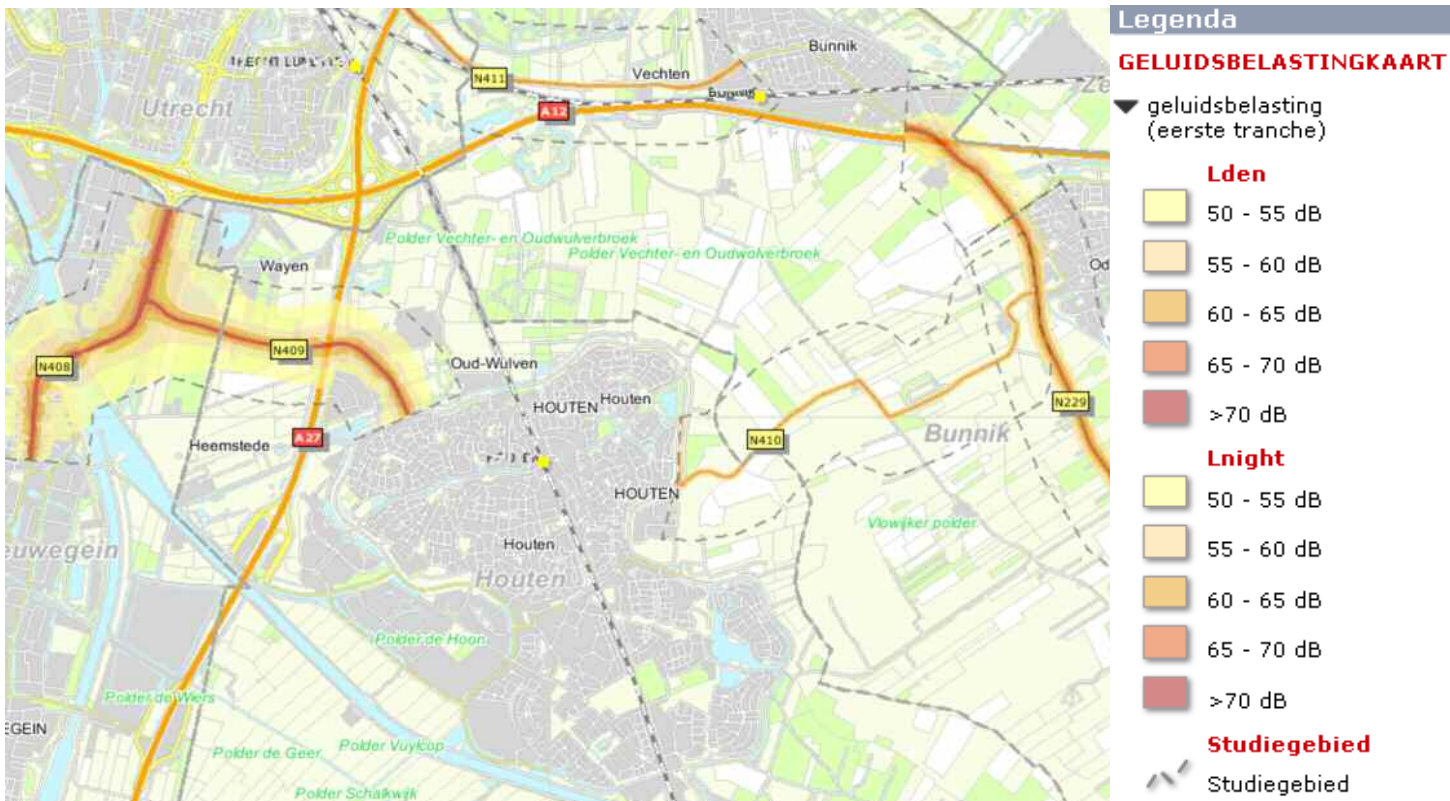 Bunnik
N411
Vechten
Utrecht
A12
Polder Vechter- en Oudwulverbroek
Polder Vechter- en Oudwulverbroek
Wayen
N409
N408
Oud-Wulven
HOUTEN
Houten
N229
Heemstede
A27
N410
Bunnik
HOUTEN
Vlowijker polder
euwegein
Houten
Houten
Polder de Hoon
Polder de Wiers
EGEIN
Polder de Geer
Polder Vuylcop
Polder Schalkwijk
Legenda
GELUIDSBELASTINGKAART
geluidsbelasting
(eerste tranche)
Lden
50 - 55 dB
55 - 60 dB
60 - 65 dB
65 - 70 dB
>70 dB
Lnight
50 - 55 dB
55 - 60 dB
60 - 65 dB
65 - 70 dB
>70 dB
Studiegebied
Studiegebied